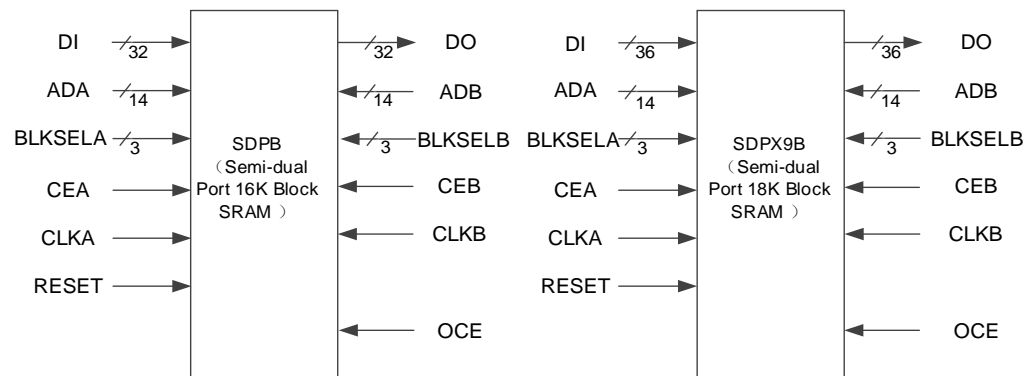 DI
32
ADA
14
BLKSELA
3
CEA
CLKA
RESET
SDPB
（Semi-dual
Port 16K Block
SRAM ）
32
DO
14
ADB
3
BLKSELB
CEB
CLKB
OCE
DI
36
ADA
14
BLKSELA
3
CEA
CLKA
RESET
SDPX9B
（Semi-dual
Port 18K Block
SRAM ）
36
DO
14
ADB
3
BLKSELB
CEB
CLKB
OCE